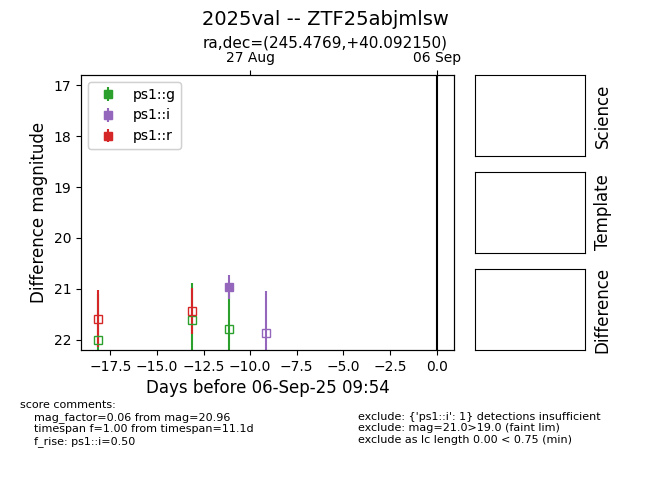 2025val -- ZTF25abjmlsw
ra,dec=(245.4769,+40.092150)
27 Aug
06 Sep
17
18
19
20
21
22
Difference magnitude
ps1::g
ps1::i
ps1::r
Science
Template
Difference
−17.5
−15.0
−12.5
−10.0
−7.5
−5.0
−2.5
0.0
Days before 06-Sep-25 09:54
score comments:
mag_factor=0.06 from mag=20.96
timespan f=1.00 from timespan=11.1d
f_rise: ps1::i=0.50
exclude: {'ps1::i': 1} detections insufficient
exclude: mag=21.0>19.0 (faint lim)
exclude as lc length 0.00 < 0.75 (min)